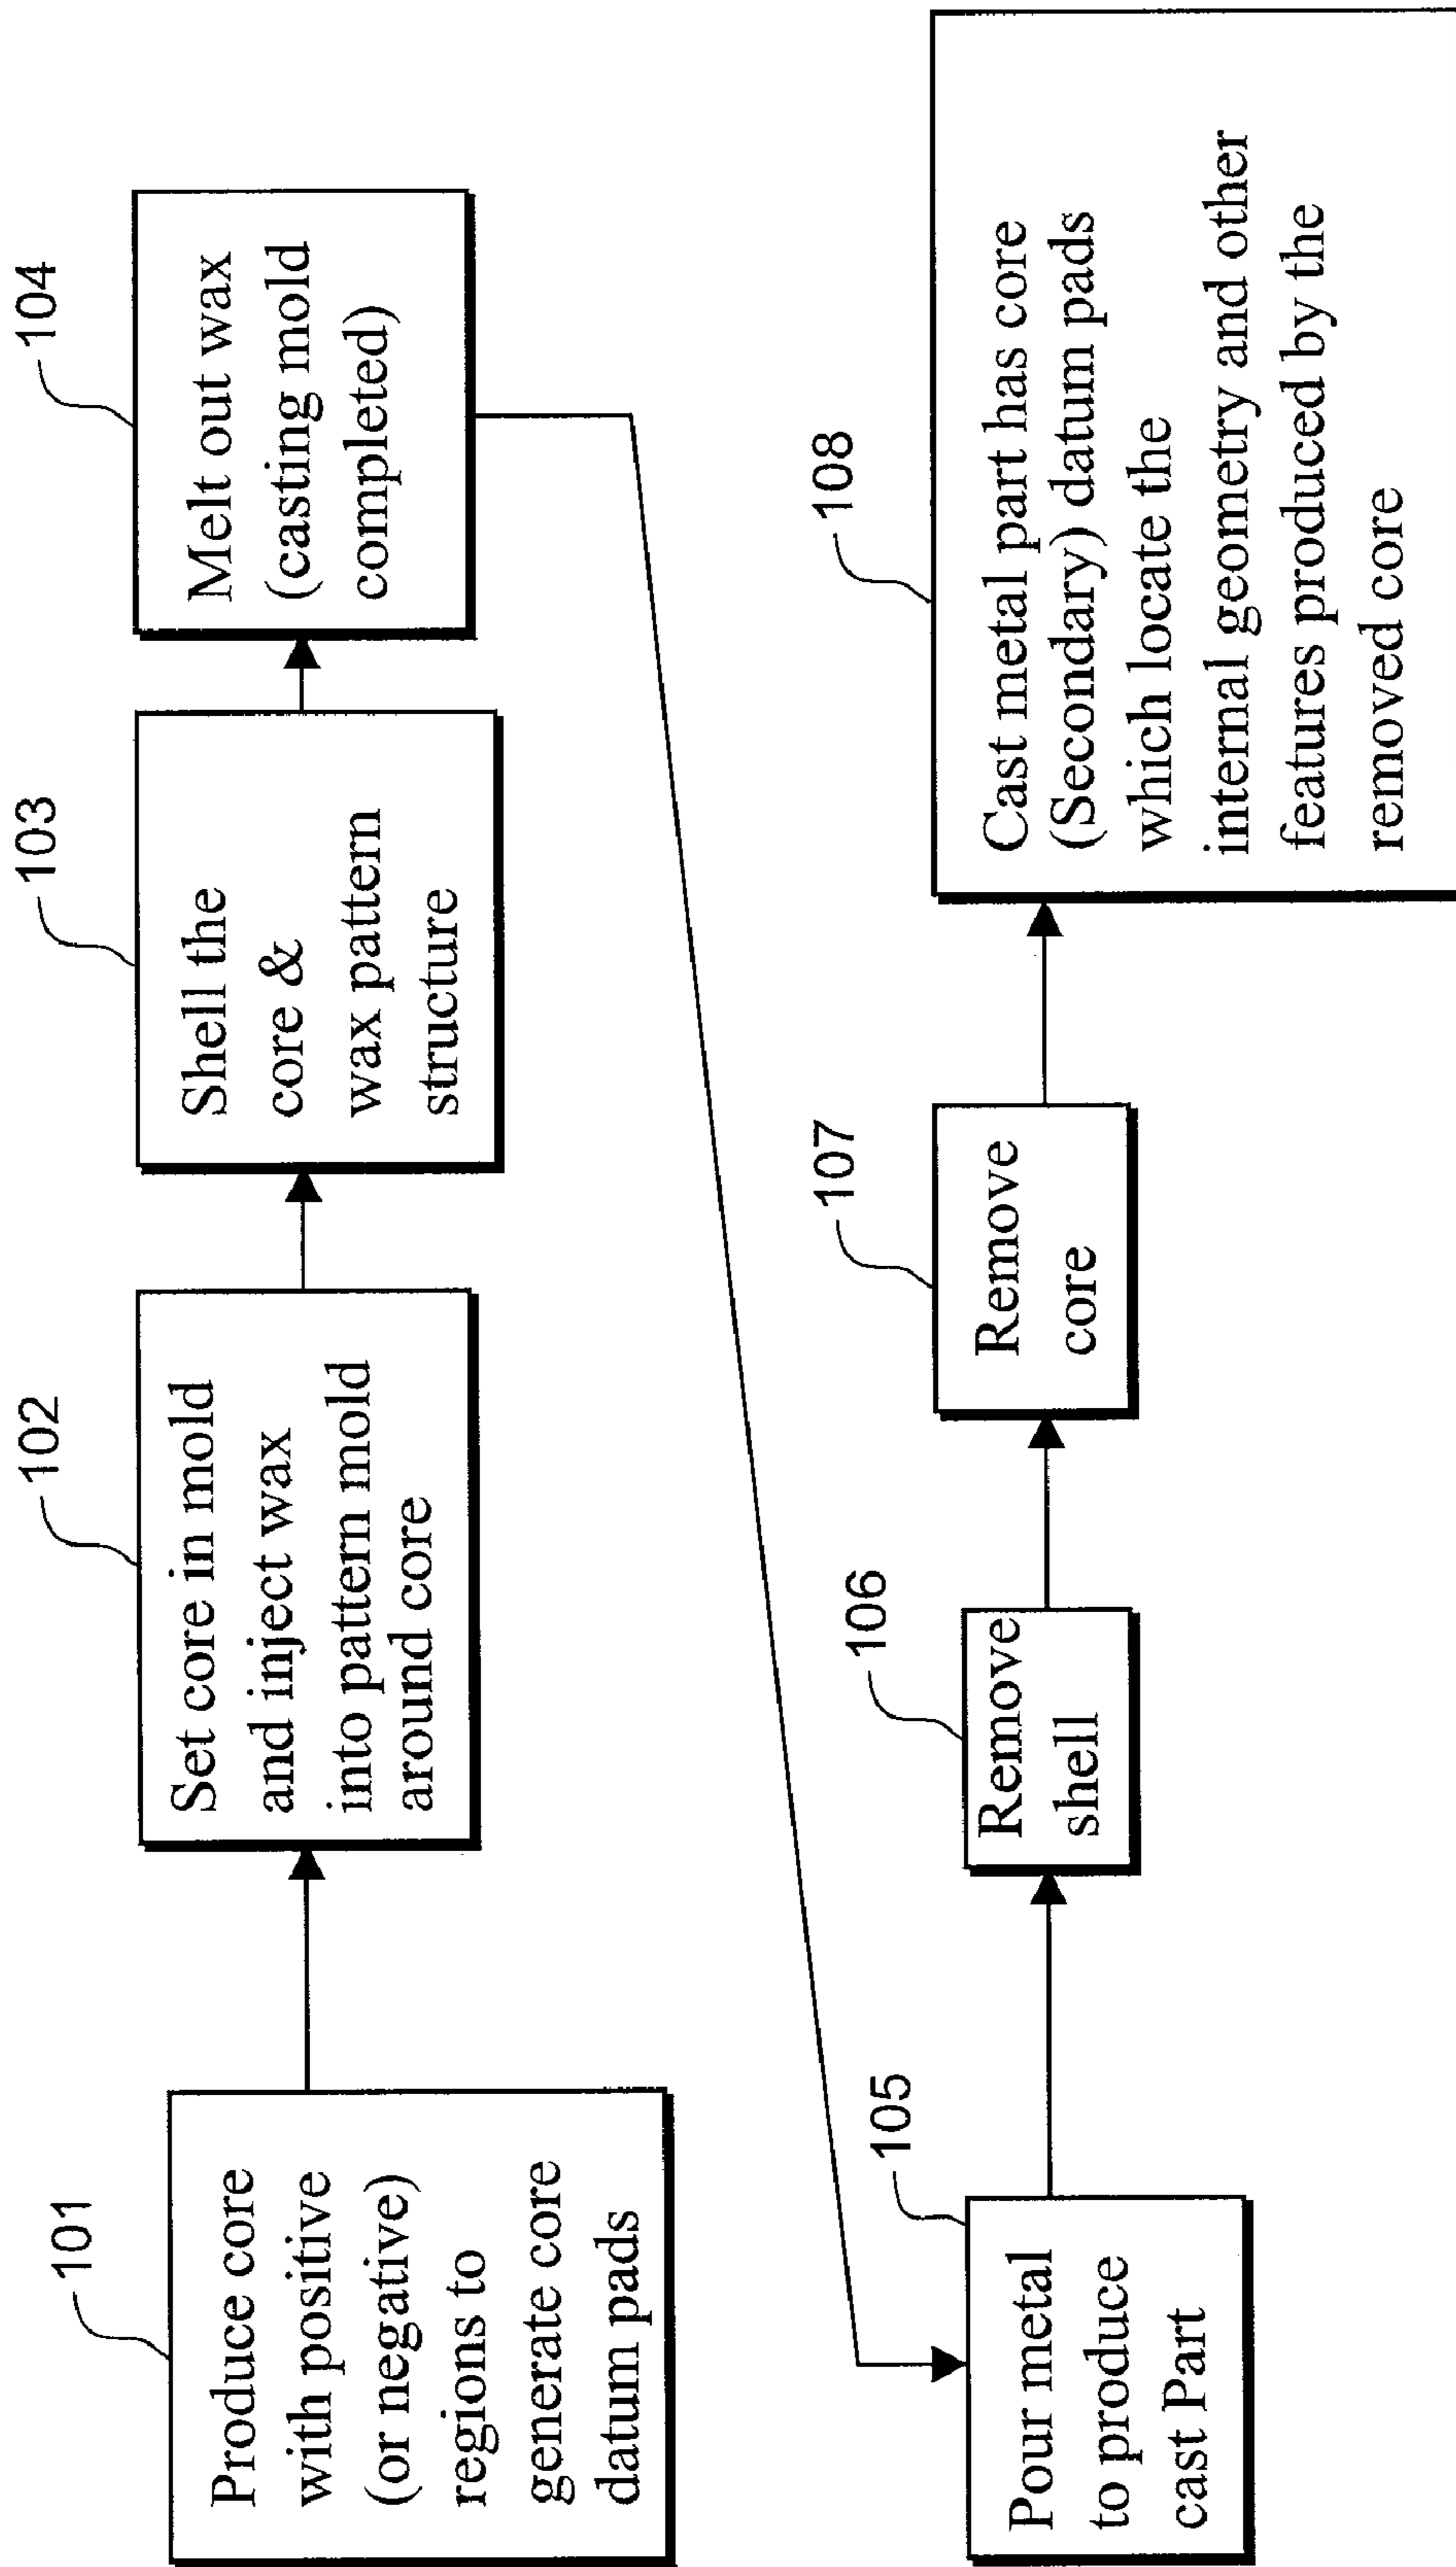 101
Produce core
with positive
(or negative)
regions to
generate core
datum pads
102
Set core in mold
and inject wax
into pattern mold
around core
103
Shell the
core &
wax pattern
structure
104
Melt out wax
(casting mold
completed)
105
Pour metal
to produce
cast Part
106
Remove
shell
107
Remove
core
108
Cast metal part has core
(Secondary) datum pads
which locate the
internal geometry and other
features produced by the
removed core